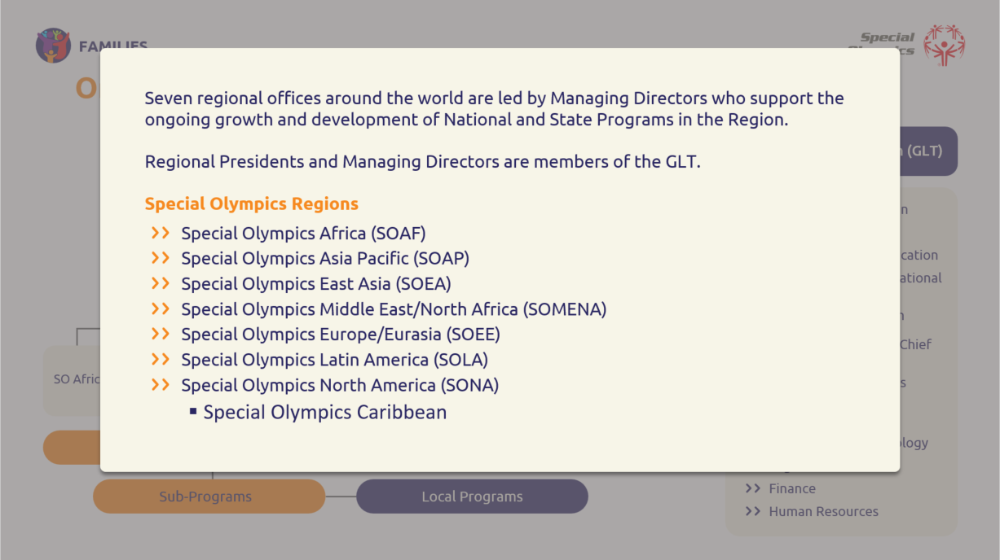 FAMILIES
Special
O
Seven regional offices around the world are led by Managing Directors who support the
ongoing growth and development of National and State Programs in the Region.
(GLT)
Regional Presidents and Managing Directors are members of the GLT.
Special Olympics Regions
Special Olympics Africa (SOAF)
Special Olympics Asia Pacific (SOAP)
cation
Special Olympics East Asia (SOEA)
ational
Special Olympics Middle East/North Africa (SOMENA)
Special Olympics Europe/Eurasia (SOEE)
Chief
Special Olympics Latin America (SOLA)
SO Afric
Special Olympics North America (SONA)
▪ Special Olympics Caribbean
logy
Sub-Programs
Local Programs
>> Finance
>> Human Resources